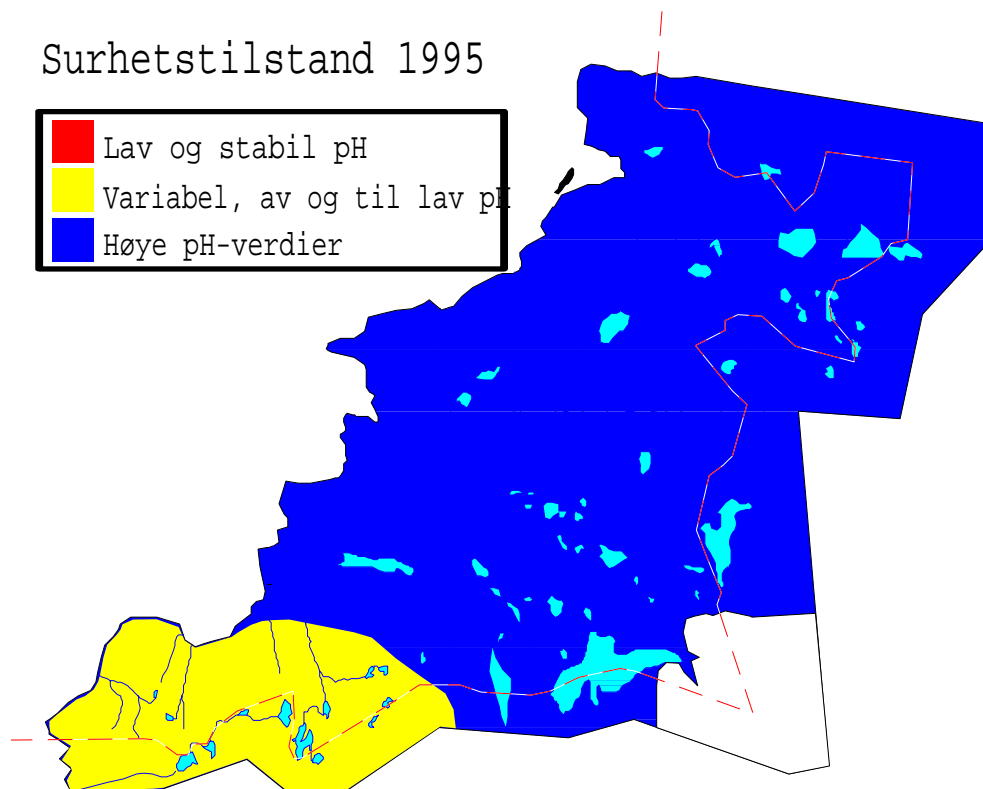 Surhetstilstand 1995
Lav og stabil pH
Variabel, av og til lav pH
Høye pH-verdier